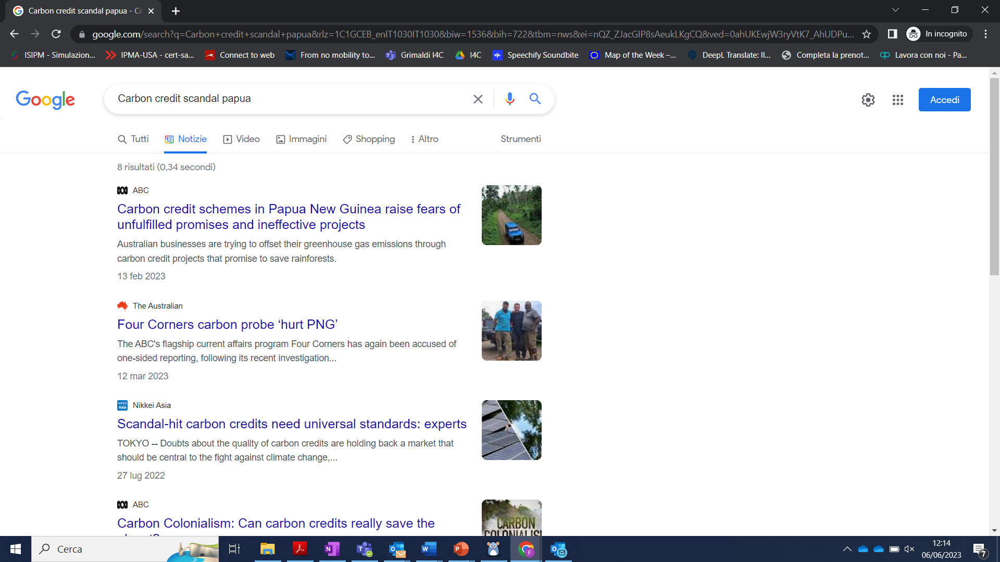 Carbon credit scandal papua - Ce
google.com/search?q=Carbon+credit+scandal+papua&rlz=1C1GCEB_enIT1030IT1030&biw=1536&bih=722&tbm=nws&ei=nQZ_ZJacGIP8sAeukLKgCQ&ved=0ahUKEwjW3ryVtK7_AhUDPu...
In incognito
ISIPM - Simulazion...
IPMA-USA - cert-sa...
Connect to web
From no mobility to...
Grimaldi I4C
I4C
Speechify Soundbite
Map of the Week –...
DeepL Translate: Il...
Completa la prenot...
Lavora con noi - Pa...
Google
Carbon credit scandal papua
Accedi
Tutti
Notizie
Video
Immagini
Shopping
Altro
Strumenti
8 risultati (0,34 secondi)
ABC
Carbon credit schemes in Papua New Guinea raise fears of
unfulfilled promises and ineffective projects
Australian businesses are trying to offset their greenhouse gas emissions through
carbon credit projects that promise to save rainforests.
13 feb 2023
The Australian
Four Corners carbon probe ‘hurt PNG’
The ABC's flagship current affairs program Four Corners has again been accused of
one-sided reporting, following its recent investigation...
12 mar 2023
NIKKEI
Asia
Nikkei Asia
Scandal-hit carbon credits need universal standards: experts
TOKYO -- Doubts about the quality of carbon credits are holding back a market that
should be central to the fight against climate change,...
27 lug 2022
ABC
Carbon Colonialism: Can carbon credits really save the
CARBON
COLONIALISM
Cerca
12:14
06/06/2023
7